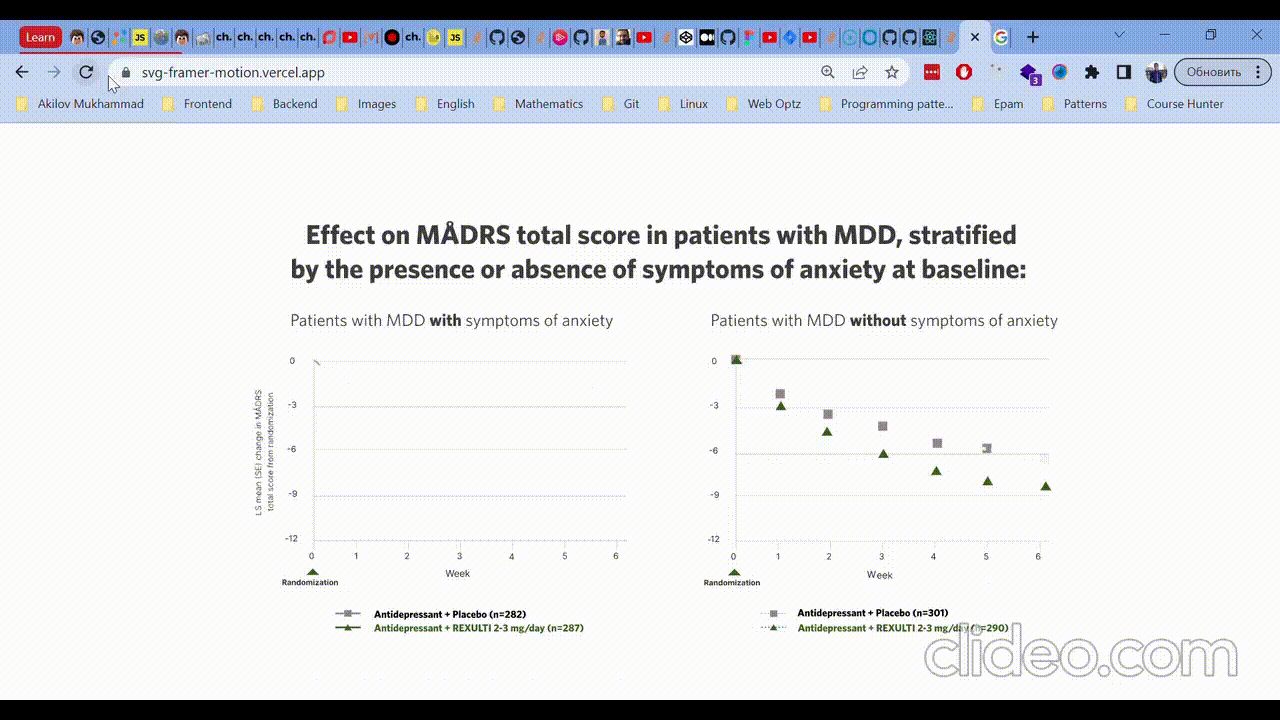 Learn
JS
ch.
ch.
ch.
ch.
ch.
ch.
JS
svg-framer-motion.vercel.app
3
Обновить
Akilov Mukhammad
Frontend
Backend
Images
English
Mathematics
Git
Linux
Web Optz
Programming patte...
Epam
Patterns
Course Hunter
Effect on MÅDRS total score in patients with MDD, stratified
by the presence or absence of symptoms of anxiety at baseline:
Patients with MDD with symptoms of anxiety
LS mean (SE) change in MÅDRS
total score from randomization
0
-3
-6
-9
-12
0 1 2 3 4 5 6
Week
Randomization
Antidepressant + Placebo (n=282)
Antidepressant + REXULTI 2-3 mg/day (n=287)
Patients with MDD without symptoms of anxiety
0
-3
-6
-9
-12
0 1 2 3 4 5 6
Week
Randomization
Antidepressant + Placebo (n=301)
Antidepressant + REXULTI 2-3 mg/day (n=290)
clideo.com